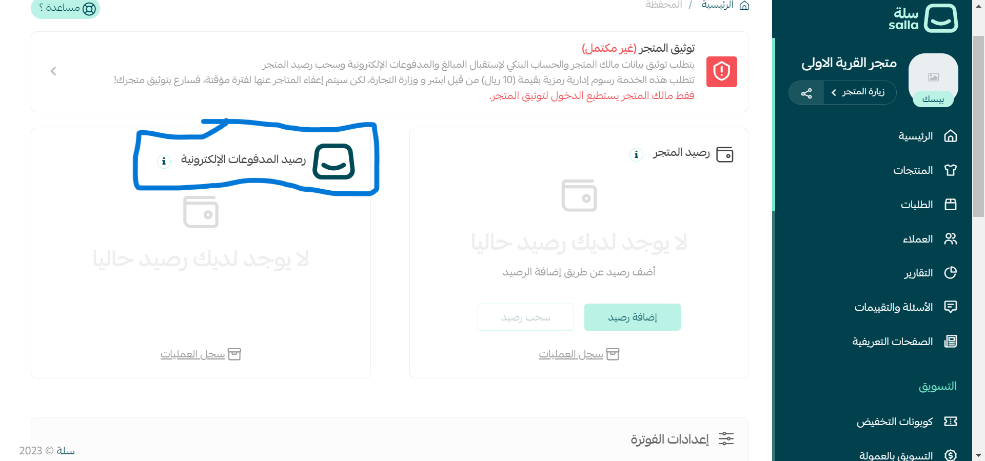 سلة
salla
متجر القرية الاولى
زيارة المتجر
بيسك
الرئيسية
المنتجات
الطلبات
العملاء
التقارير
الأسئلة والتقييمات
الصفحات التعريفية
التسويق
كوبونات التخفيض
التسويق بالعمولة
الرئيسية / المحفظة
مساعدة ؟
توثيق المتجر (غير مكتمل)
يتطلب توثيق بيانات مالك المتجر والحساب البنكي لإستقبال المبالغ والمدفوعات الإلكترونية وسحب رصيد المتجر
تتطلب هذه الخدمة رسوم إدارية رمزية بقيمة (10 ريال) من قبل ابشر و وزارة التجارة، لكن سيتم إعفاء المتجر عنها لفترة مؤقتة، فسارع بتوثيق متجرك!
فقط مالك المتجر يستطيع الدخول لتوثيق المتجر.
رصيد المتجر
لا يوجد لديك رصيد حاليا
أضف رصيد عن طريق إضافة الرصيد
إضافة رصيد
سحب رصيد
سجل العمليات
رصيد المدفوعات الإلكترونية
لا يوجد لديك رصيد حاليا
سجل العمليات
إعدادات الفوترة
سلة © 2023